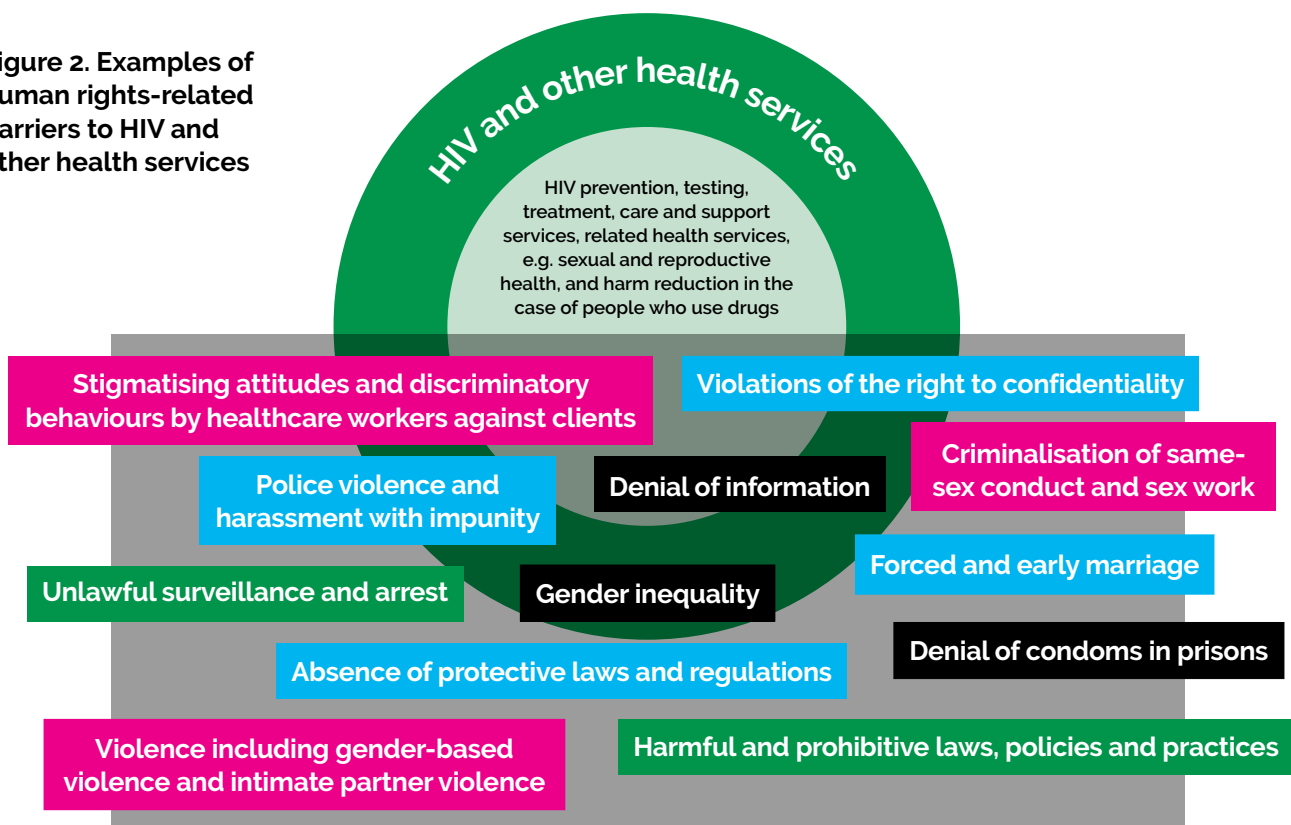 igure 2. Examples of
uman rights-related
arriers to HIV and
ther health services
HIV and other health services
HIV prevention, testing,
treatment, care and support
services, related health services,
e.g. sexual and reproductive
health, and harm reduction in the
case of people who use drugs
Stigmatising attitudes and discriminatory
behaviours by healthcare workers against clients
Violations of the right to confidentiality
Criminalisation of same-
sex conduct and sex work
Police violence and
harassment with impunity
Denial of information
Forced and early marriage
Unlawful surveillance and arrest
Gender inequality
Denial of condoms in prisons
Absence of protective laws and regulations
Violence including gender-based
violence and intimate partner violence
Harmful and prohibitive laws, policies and practices